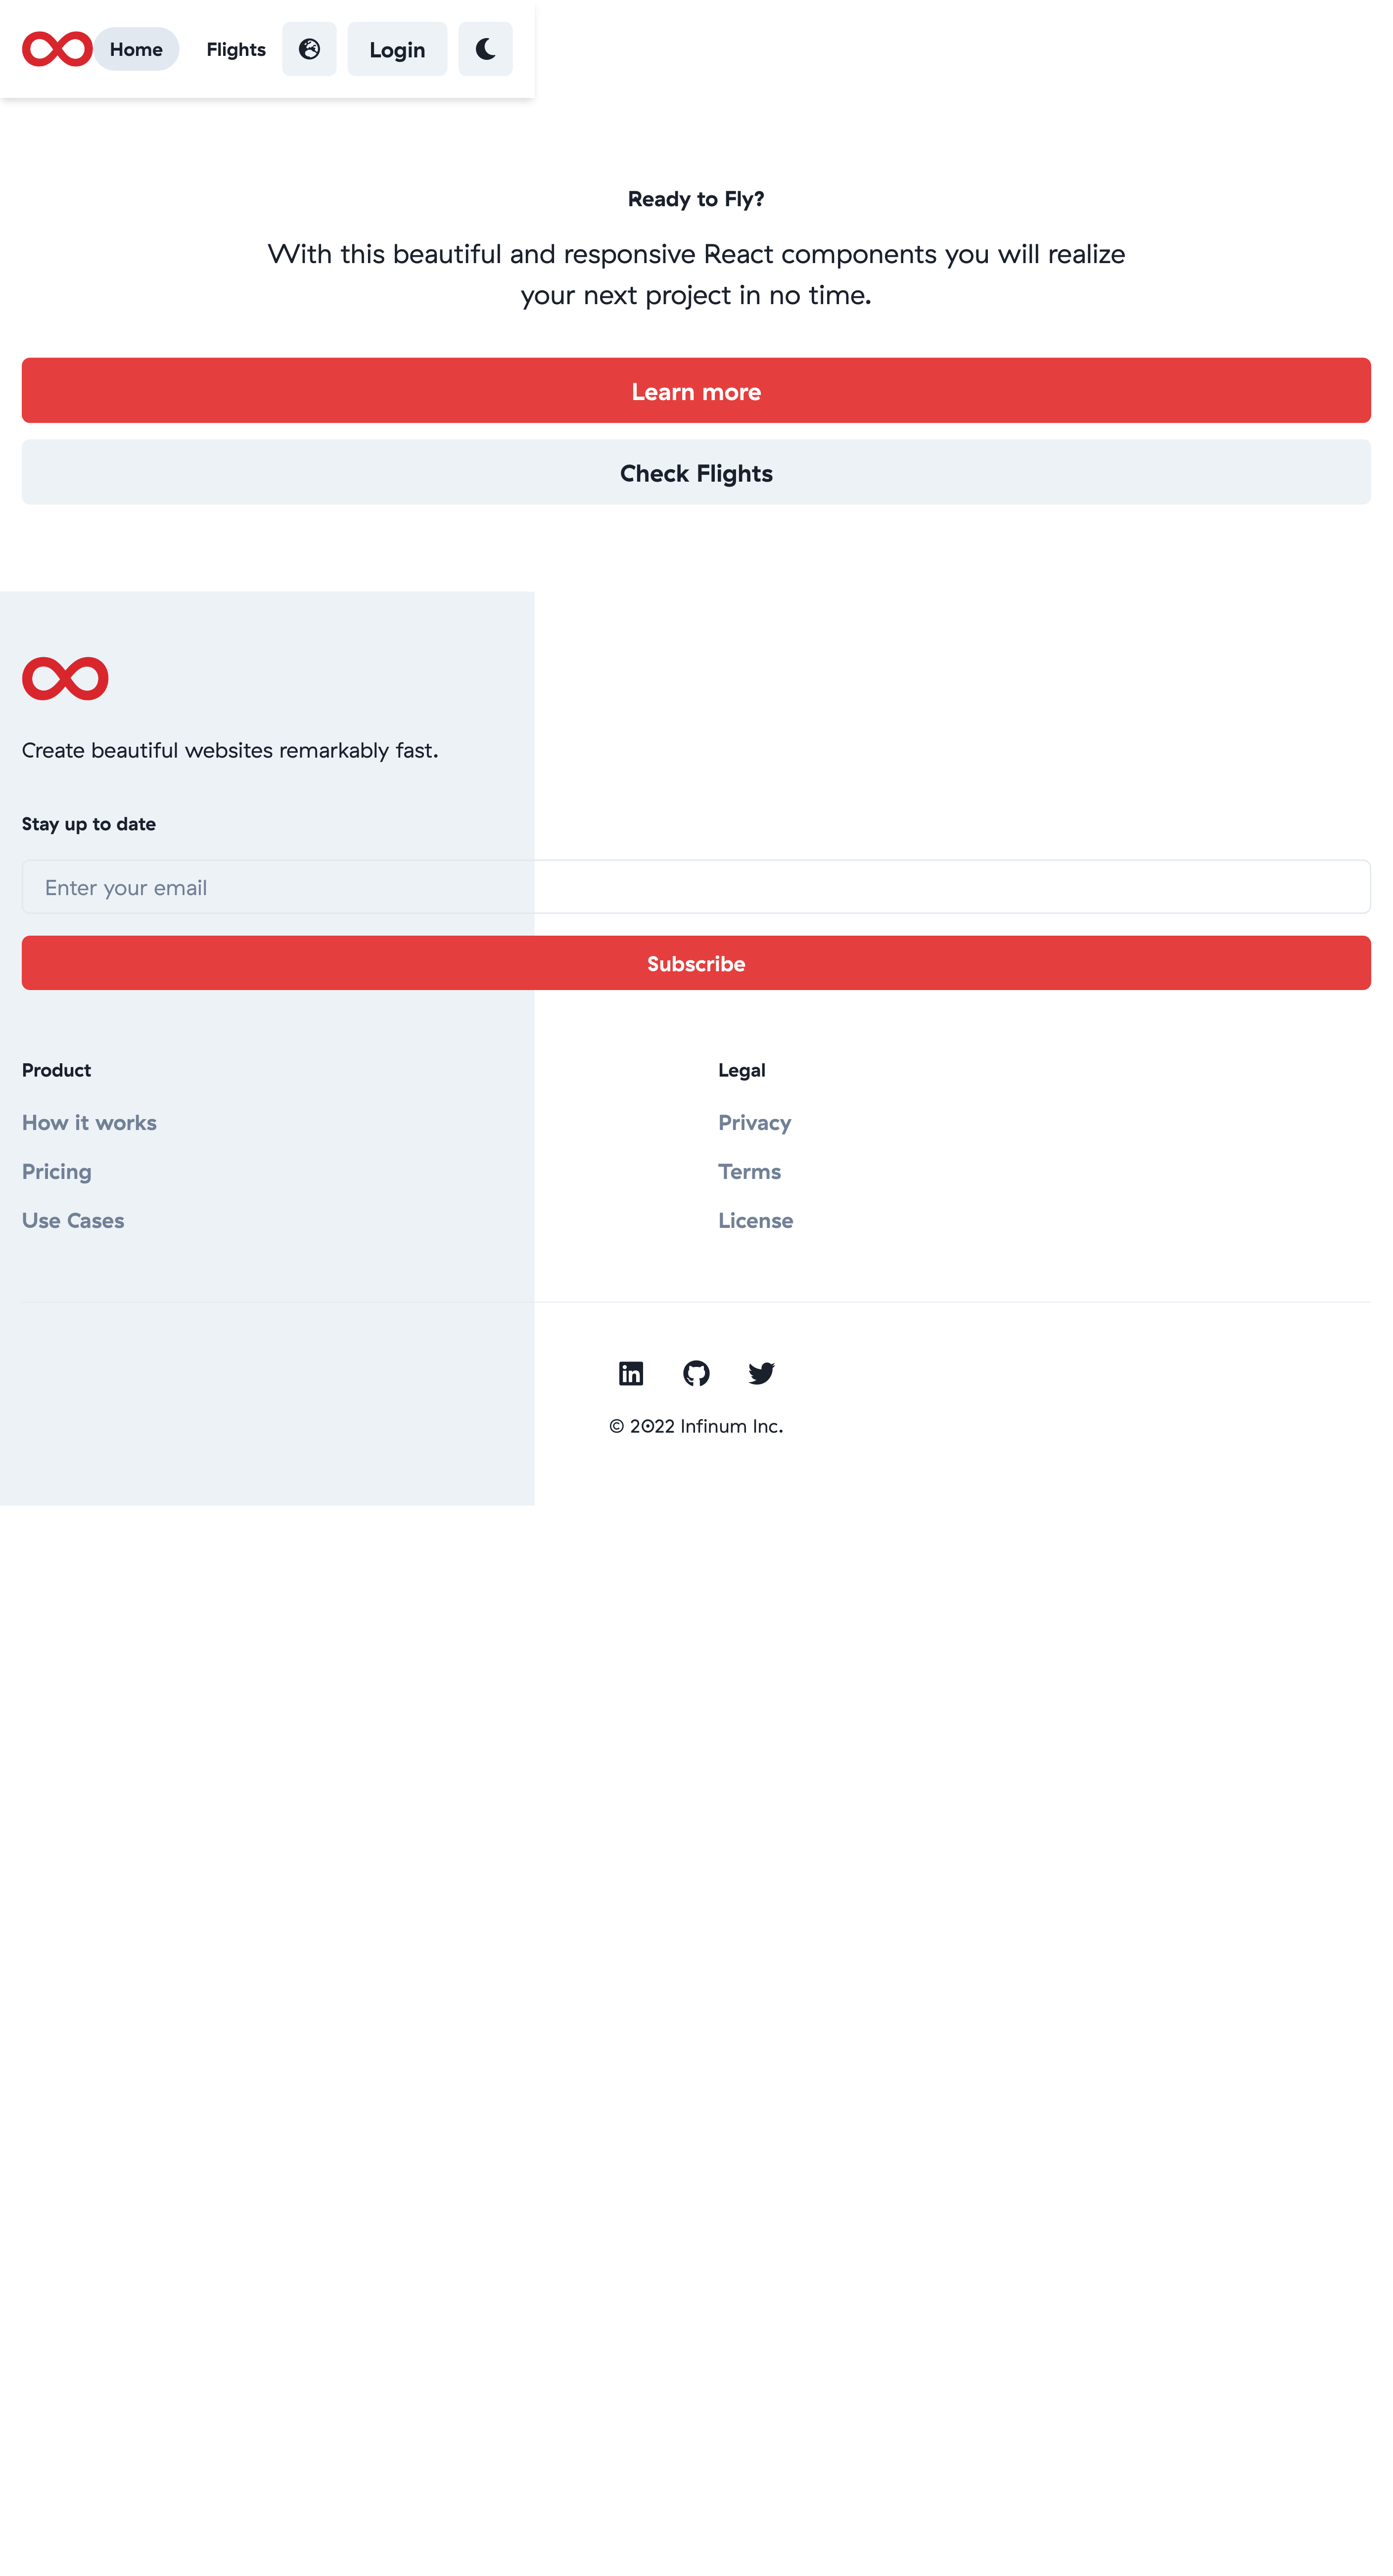 Home Flights Login
Ready to Fly?
With this beautiful and responsive React components you will realize
your next project in no time.
Learn more
Check Flights
Create beautiful websites remarkably fast.
Stay up to date
Enter your email
Subscribe
Product
How it works
Pricing
Use Cases
Legal
Privacy
Terms
License
© 2022 Infinum Inc.